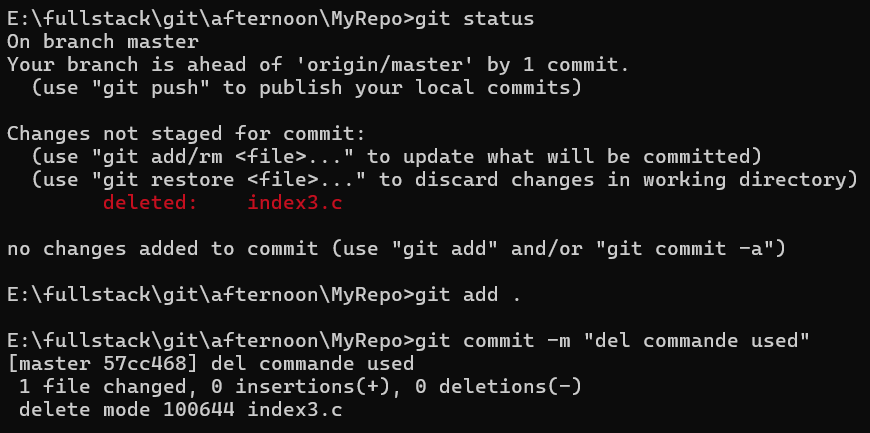 E:\fullstack\git\afternoon\MyRepo>git status
On branch master
Your branch is ahead of 'origin/master' by 1 commit.
  (use "git push" to publish your local commits)

Changes not staged for commit:
  (use "git add/rm <file>..." to update what will be committed)
  (use "git restore <file>..." to discard changes in working directory)
        deleted:    index3.c

no changes added to commit (use "git add" and/or "git commit -a")

E:\fullstack\git\afternoon\MyRepo>git add .

E:\fullstack\git\afternoon\MyRepo>git commit -m "del commande used"
[master 57cc468] del commande used
 1 file changed, 0 insertions(+), 0 deletions(-)
 delete mode 100644 index3.c